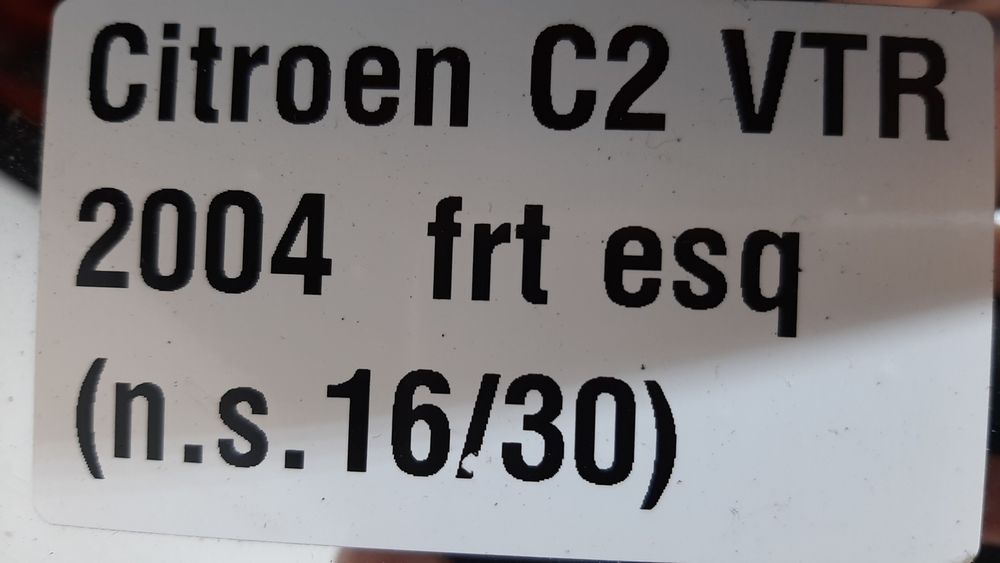 Citroen C2 VTR
2004 frt esq
(n.s.16/30)